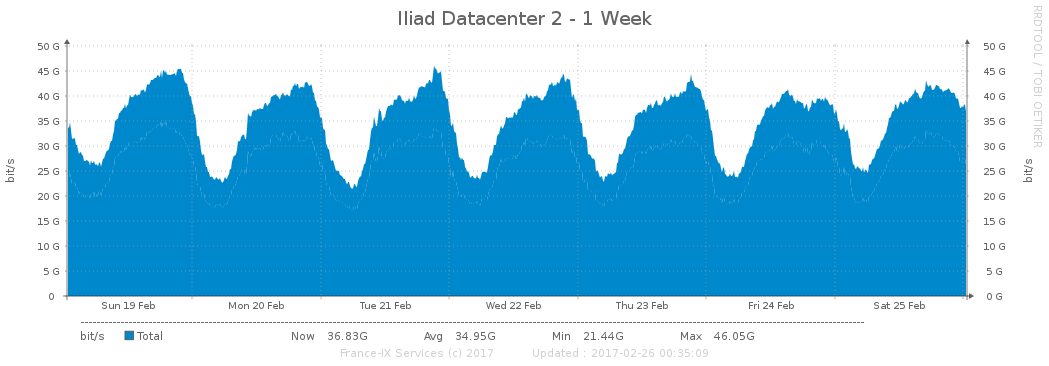 Iliad Datacenter 2 - 1 Week
RRDTOOL / TOBI OETIKER
50 G 50 G
45 G 45 G
40 G 40 G
35 G 35 G
30 G 30 G
25 G 25 G
20 G 20 G
15 G 15 G
10 G 10 G
5 G 5 G
0 0 G
bit/s bit/s
Sun 19 Feb Mon 20 Feb Tue 21 Feb Wed 22 Feb Thu 23 Feb Fri 24 Feb Sat 25 Feb
bit/s Total Now 36.83G Avg 34.95G Min 21.44G Max 46.05G
France-IX Services (c) 2017 Updated : 2017-02-26 00:35:09